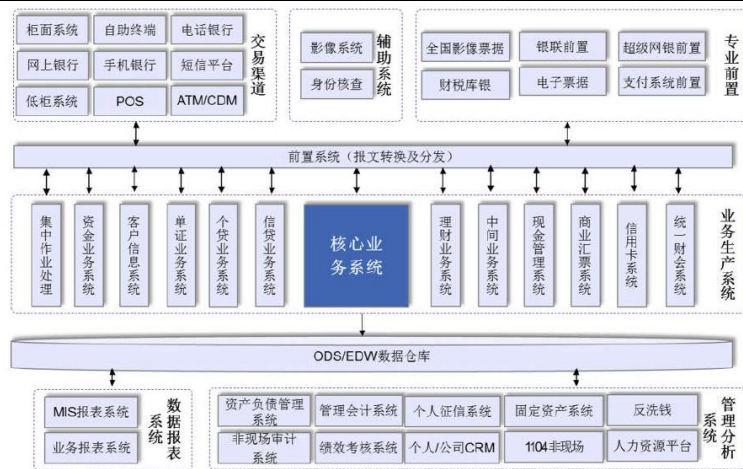 柜面系统
自助终端
电话银行
网上银行
手机银行
短信平台
低柜系统
POS
ATM/CDM
交易渠道
影像系统
身份核查
辅助系统
全国影像票据
银联前置
超级网银前置
财税库银
电子票据
支付系统前置
专业前置
前置系统（报文转换及分发）
集中作业处理
资金业务系统
客户信息系统
单证业务系统
个贷业务系统
信贷业务系统
核心业
务系统
理财业务系统
中间业务系统
现金管理系统
商业汇票系统
信用卡系统
统一财会系统
业务生产系统
ODS/EDW数据仓库
MIS报表系统
业务报表系统
数据报表
系统
资产负债管理
系统
管理会计系统
个人征信系统
固定资产系统
反洗钱
非现场审计
系统
绩效考核系统
个人/公司CRM
1104非现场
人力资源平台
管理分析
系统